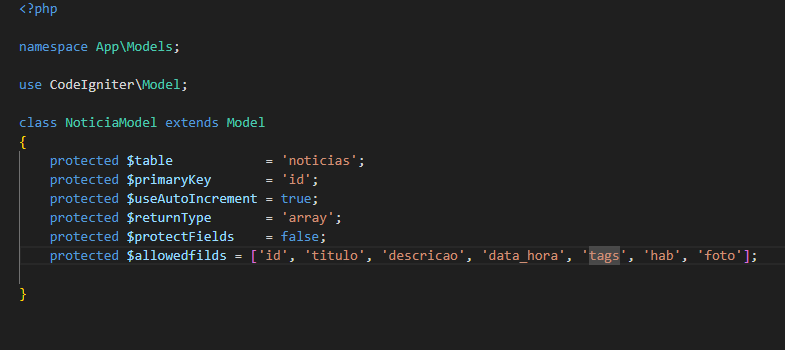 <?php
namespace App\Models;
use CodeIgniter\Model;
class NoticiaModel extends Model
{
protected $table = 'noticias';
protected $primaryKey = 'id';
protected $useAutoIncrement = true;
protected $returnType = 'array';
protected $protectFields = false;
protected $allowedfilds = ['id', 'titulo', 'descricao', 'data_hora', 'tags', 'hab', 'foto'];
}